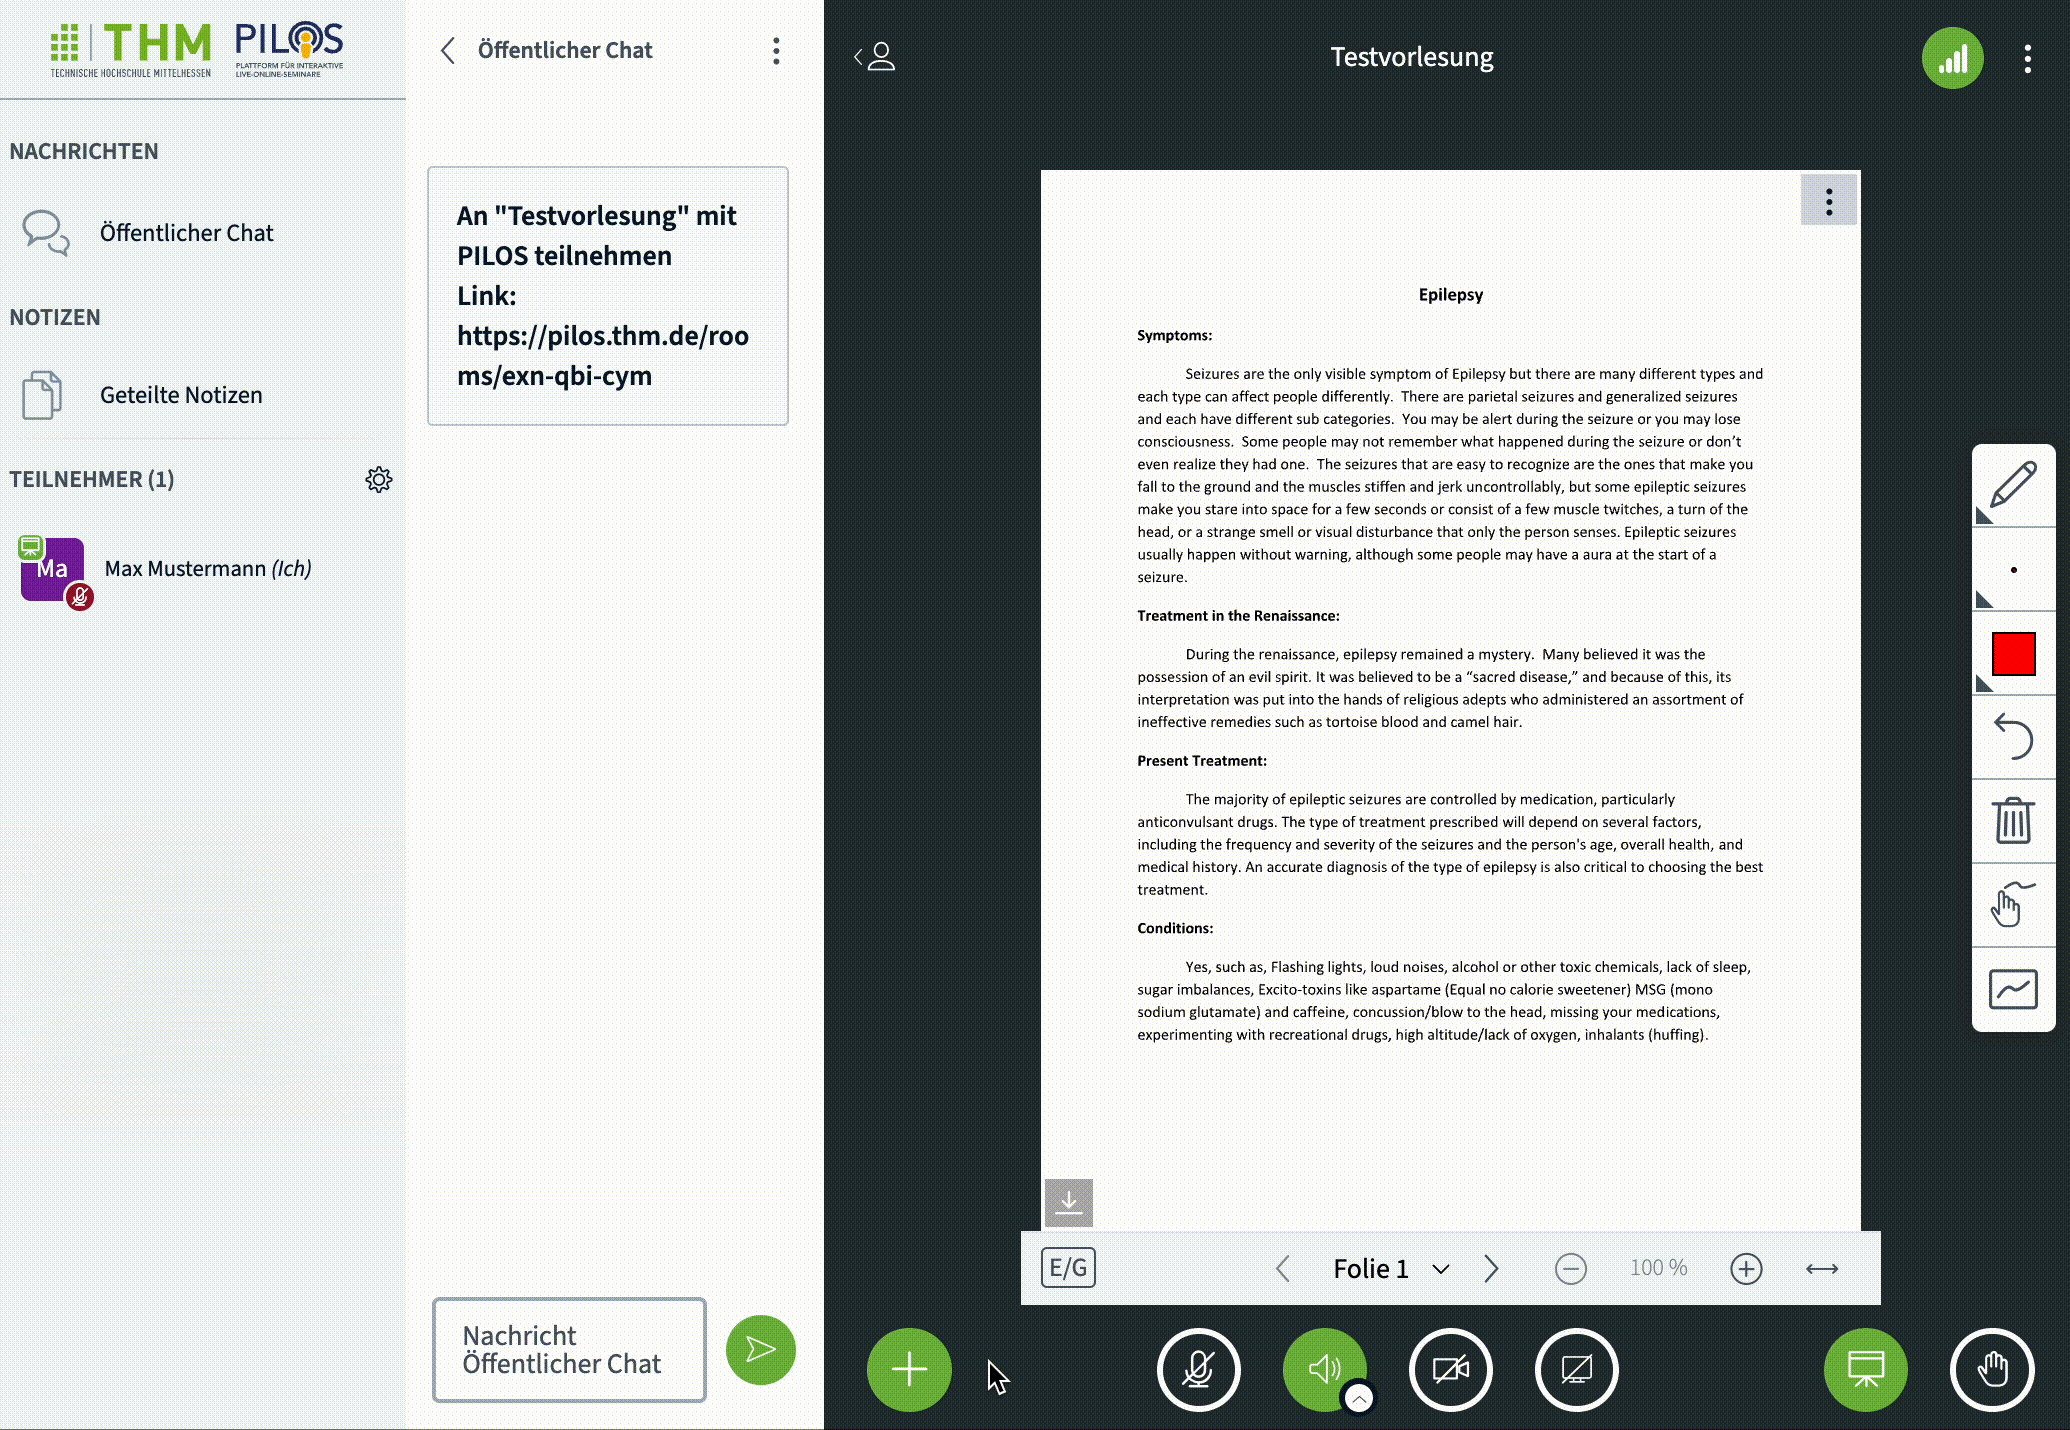 THM
TECHNISCHE HOCHSCHULE MITTELHESSEN
PILOS
PLATTFORM FÜR INTERAKTIVE
LIVE-ONLINE-SEMINARE
NACHRICHTEN
Öffentlicher Chat
NOTIZEN
Geteilte Notizen
TEILNEHMER (1)
Ma
Max Mustermann (Ich)
Öffentlicher Chat
An "Testvorlesung" mit
PILOS teilnehmen
Link:
https://pilos.thm.de/roo
ms/exn-qbi-cym
Nachricht
Öffentlicher Chat
Testvorlesung
Epilepsy
Symptoms:
Seizures are the only visible symptom of Epilepsy but there are many different types and
each type can affect people differently.  There are parietal seizures and generalized seizures
and each have different sub categories.  You may be alert during the seizure or you may lose
consciousness.  Some people may not remember what happened during the seizure or don't
even realize they had one.  The seizures that are easy to recognize are the ones that make you
fall to the ground and the muscles stiffen and jerk uncontrollably, but some epileptic seizures
make you stare into space for a few seconds or consist of a few muscle twitches, a turn of the
head, or a strange smell or visual disturbance that only the person senses. Epileptic seizures
usually happen without warning, although some people may have a aura at the start of a
seizure.
Treatment in the Renaissance:
During the renaissance, epilepsy remained a mystery.  Many believed it was the
possession of an evil spirit. It was believed to be a “sacred disease,” and because of this, its
interpretation was put into the hands of religious adepts who administered an assortment of
ineffective remedies such as tortoise blood and camel hair.
Present Treatment:
The majority of epileptic seizures are controlled by medication, particularly
anticonvulsant drugs. The type of treatment prescribed will depend on several factors,
including the frequency and severity of the seizures and the person's age, overall health, and
medical history. An accurate diagnosis of the type of epilepsy is also critical to choosing the best
treatment.
Conditions:
Yes, such as, Flashing lights, loud noises, alcohol or other toxic chemicals, lack of sleep,
sugar imbalances, Excito-toxins like aspartame (Equal no calorie sweetener) MSG (mono
sodium glutamate) and caffeine, concussion/blow to the head, missing your medications,
experimenting with recreational drugs, high altitude/lack of oxygen, inhalants (huffing).
E/G
Folie 1
100 %